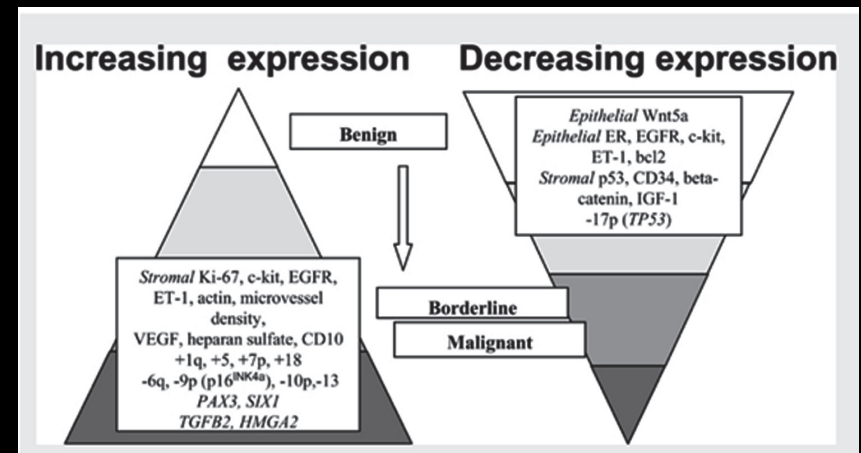 Increasing expression
Decreasing expression
Benign
Epithelial Wnt5a
Epithelial ER, EGFR, c-kit,
ET-1, bcl2
Stromal p53, CD34, beta-
catenin, IGF-1
-17p (TP53)
Stromal Ki-67, c-kit, EGFR,
ET-1, actin, microvessel
density,
VEGF, heparan sulfate, CD10
+1q, +5, +7p, +18
-6q, -9p (p16INK4a), -10p,-13
PAX3, SIX1
TGFB2, HMGA2
Borderline
Malignant